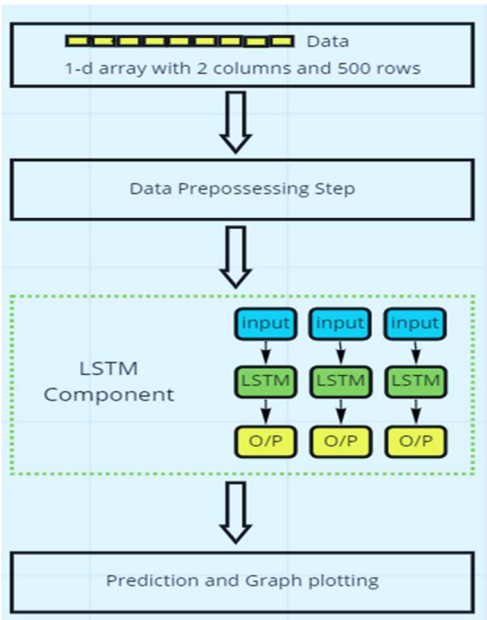 Data
1-d array with 2 columns and 500 rows
Data Prepossessing Step
LSTM
Component
input input input
LSTM LSTM LSTM
O/P O/P O/P
Prediction and Graph plotting